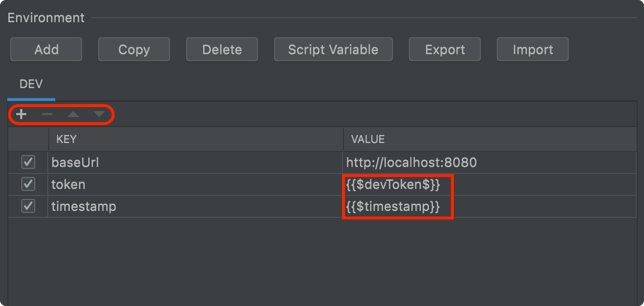 Environment
Add Copy Delete Script Variable Export Import
DEV
KEY VALUE
baseUrl http://localhost:8080
token {{$devToken$}}
timestamp {{$timestamp}}